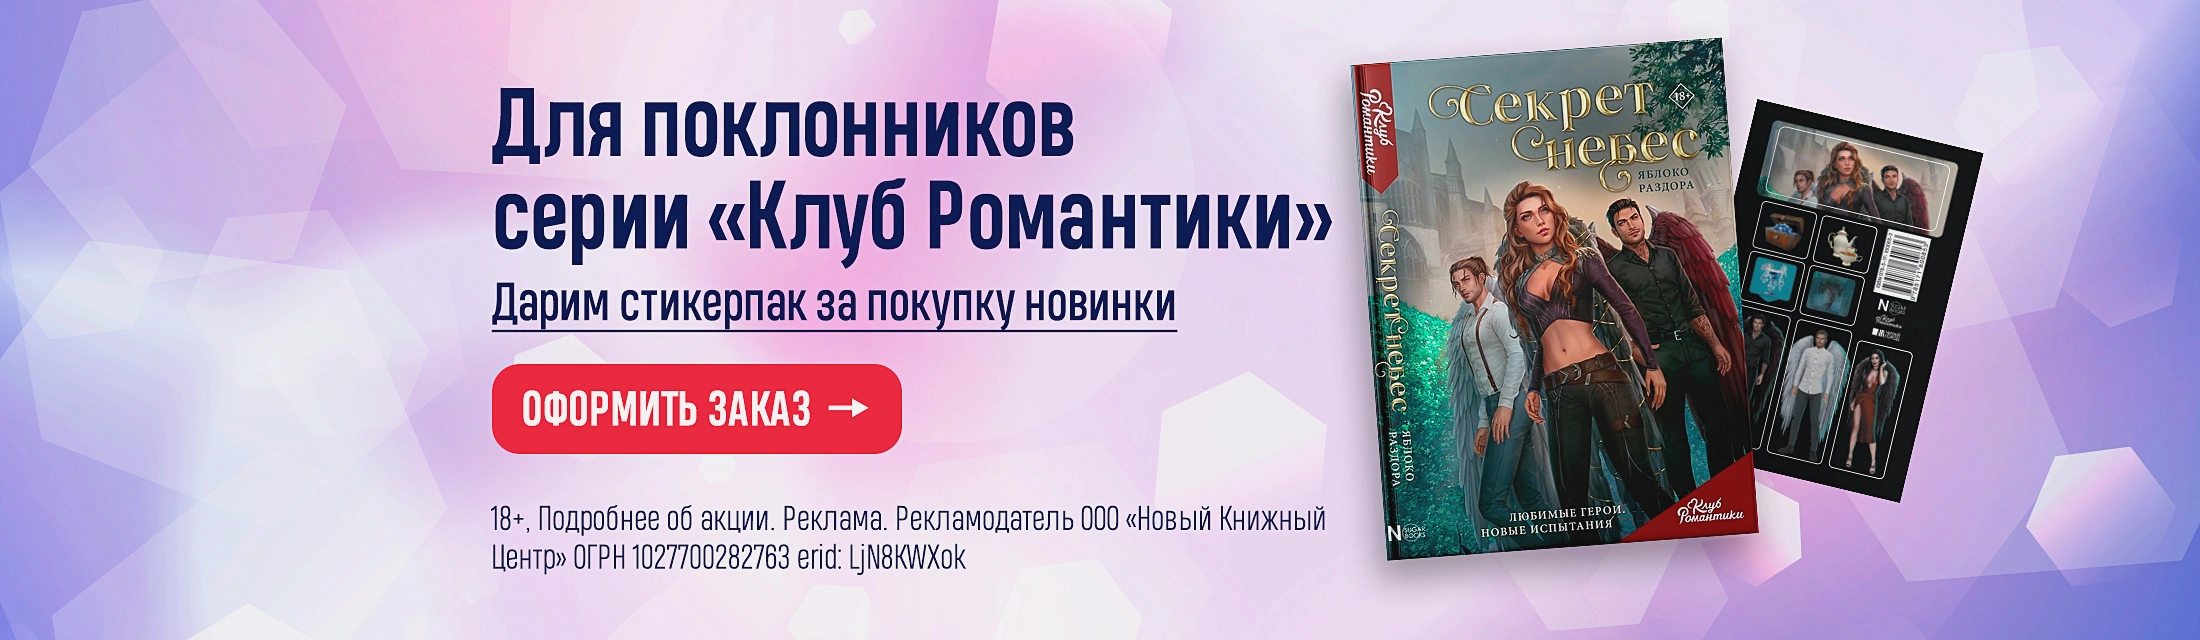 Для поклонников
серии «Клуб Романтики»
Дарим стикерпак за покупку новинки
ОФОРМИТЬ ЗАКАЗ →
18+, Подробнее об акции. Реклама. Рекламодатель ООО «Новый Книжный
Центр» ОГРН 1027700282763 erid: LjN8KWXok
Клуб
Романтики
Секрет небес
ЯБЛОКО
РАЗДОРА
Секрет
небес
18+
ЯБЛОКО
РАЗДОРА
ЛЮБИМЫЕ ГЕРОИ.
НОВЫЕ ИСПЫТАНИЯ
Клуб
Романтики
N SUGAR
BOOKS